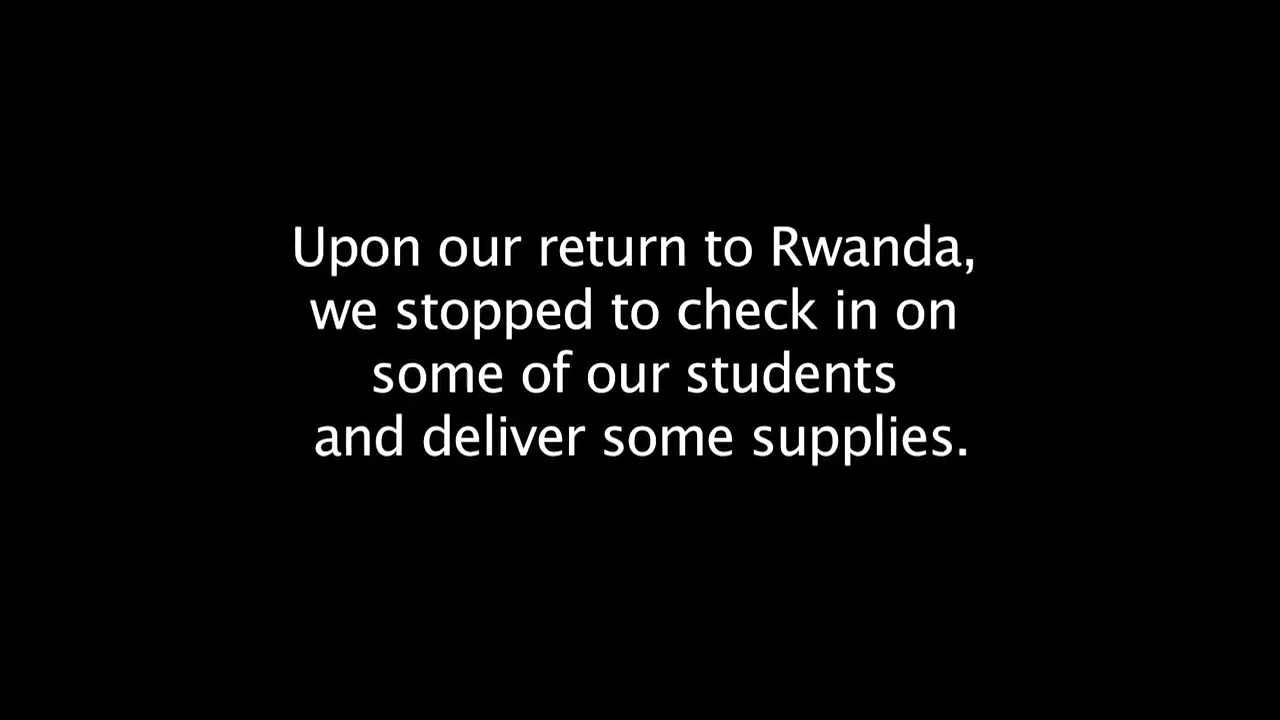 Upon our return to Rwanda,
we stopped to check in on
some of our students
and deliver some supplies.